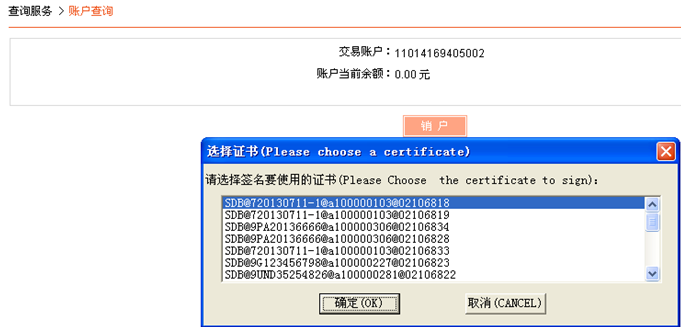 查询服务 > 账户查询
交易账户：11014169405002
账户当前余额：0.00 元
销 户
选择证书(Please choose a certificate)
请选择签名要使用的证书(Please Choose the certificate to sign):
SDB@720130711-1@a100000103@02106818
SDB@720130711-1@a100000103@02106819
SDB@9PA20136666@a100000306@02106834
SDB@9PA20136666@a100000306@02106828
SDB@720130711-1@a100000103@02106833
SDB@9G123456798@a100000227@02106823
SDB@9UND35254826@a100000281@02106822
确定(OK) 取消(CANCEL)